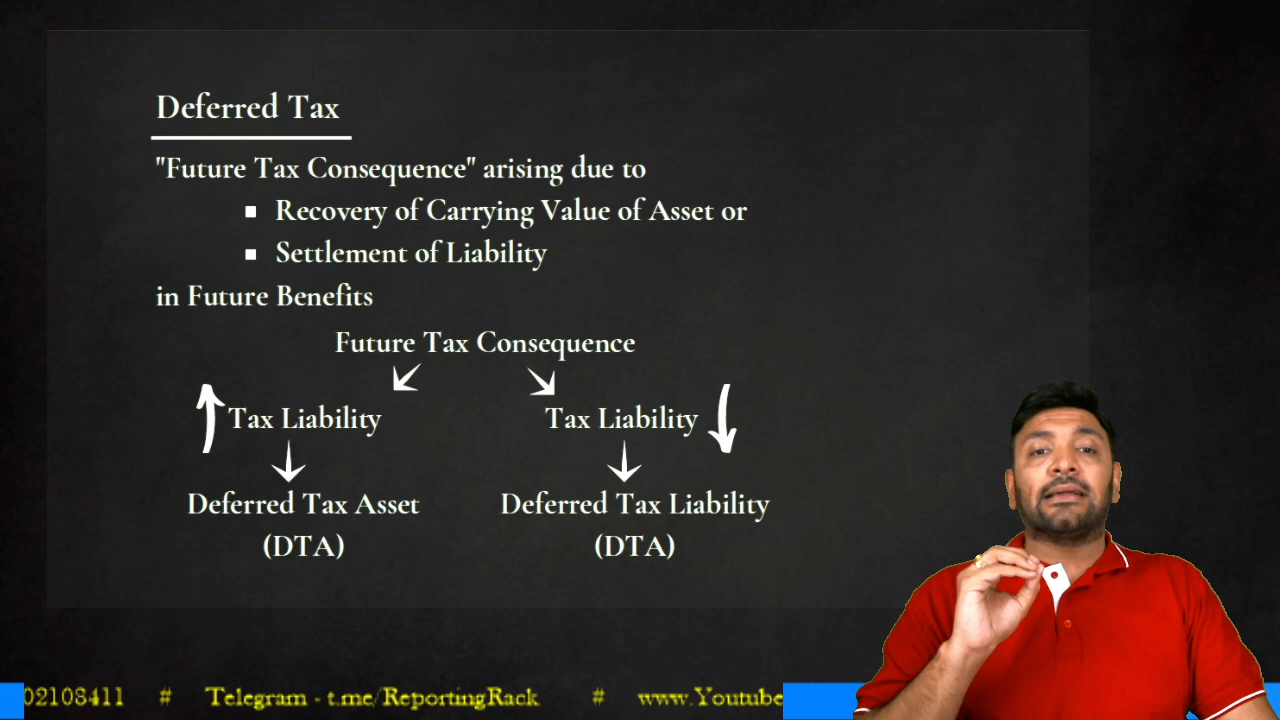 Deferred Tax
"Future Tax Consequence" arising due to
▪ Recovery of Carrying Value of Asset or
▪ Settlement of Liability
in Future Benefits
Future Tax Consequence
Tax Liability Tax Liability
Deferred Tax Asset Deferred Tax Liability
(DTA) (DTA)
02108411 # Telegram - t.me/ReportingRack # www.Youtube